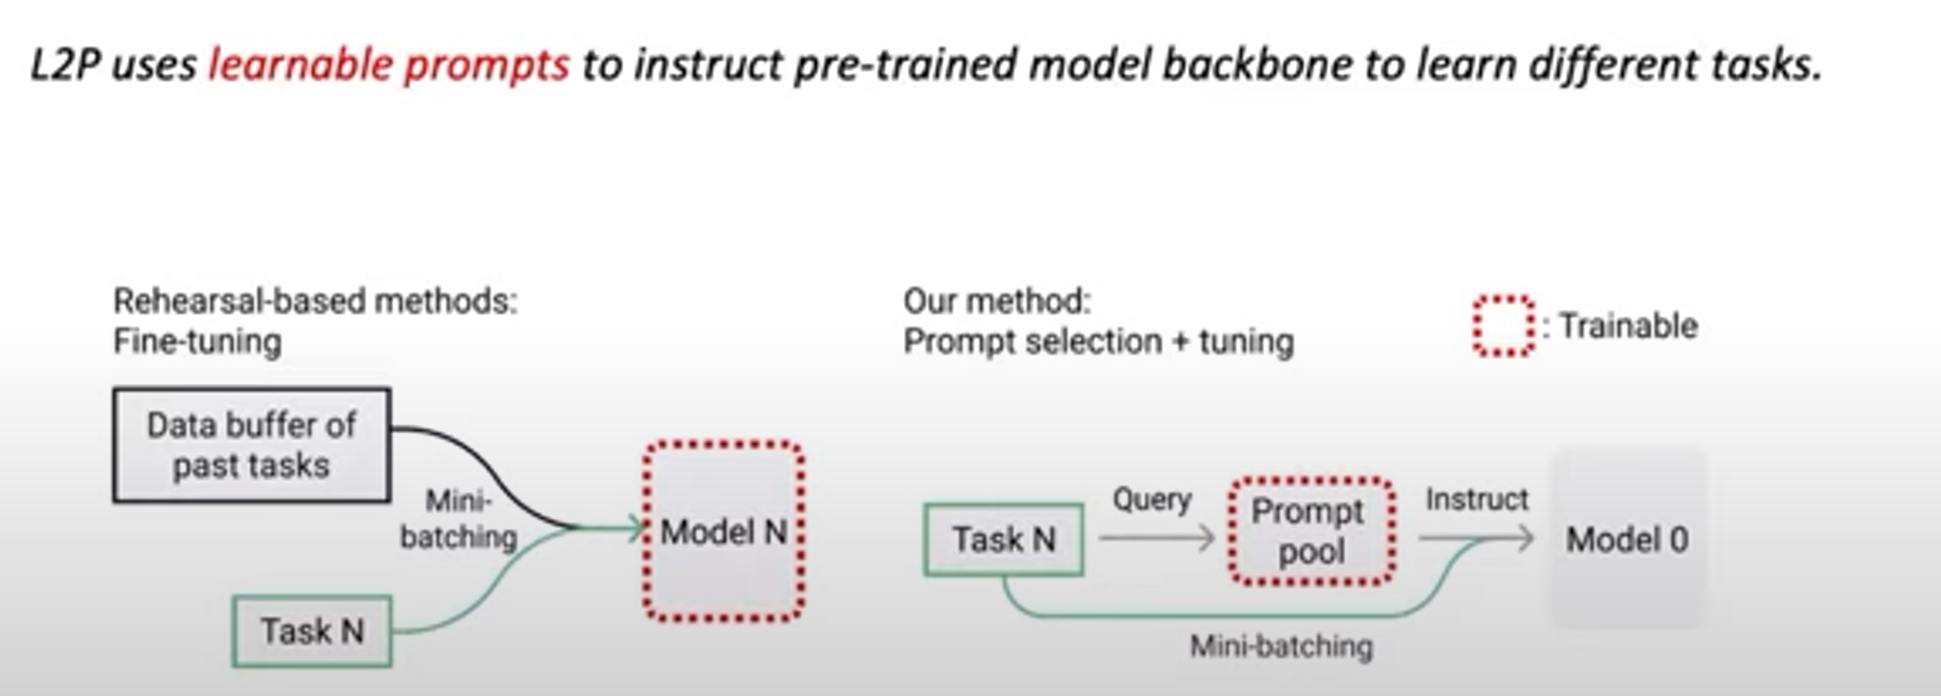 L2P uses learnable prompts to instruct pre-trained model backbone to learn different tasks.
Rehearsal-based methods:
Fine-tuning
Data buffer of
past tasks
Mini-
batching
Task N
Model N
Our method:
Prompt selection + tuning
: Trainable
Task N
Query
Prompt
pool
Instruct
Model 0
Mini-batching